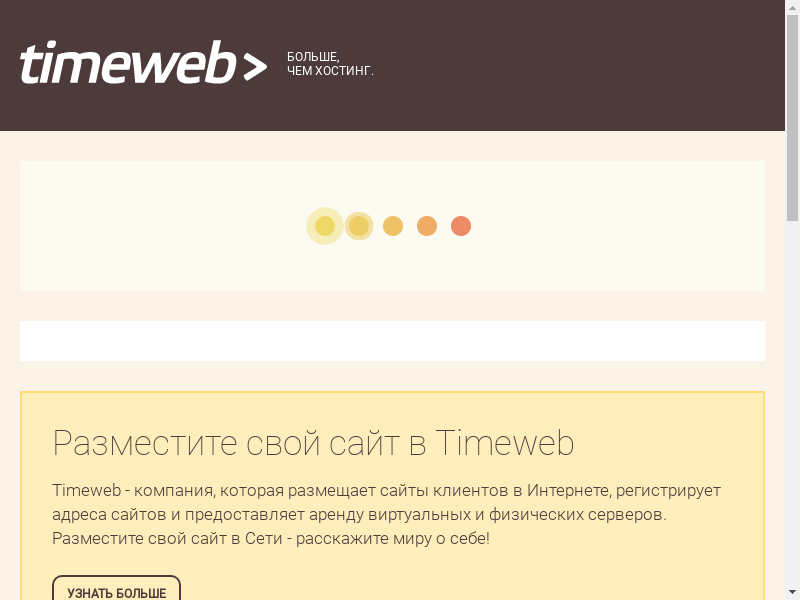 timeweb>
БОЛЬШЕ,
ЧЕМ ХОСТИНГ.
Разместите свой сайт в Timeweb
Timeweb - компания, которая размещает сайты клиентов в Интернете, регистрирует
адреса сайтов и предоставляет аренду виртуальных и физических серверов.
Разместите свой сайт в Сети - расскажите миру о себе!
УЗНАТЬ БОЛЬШЕ